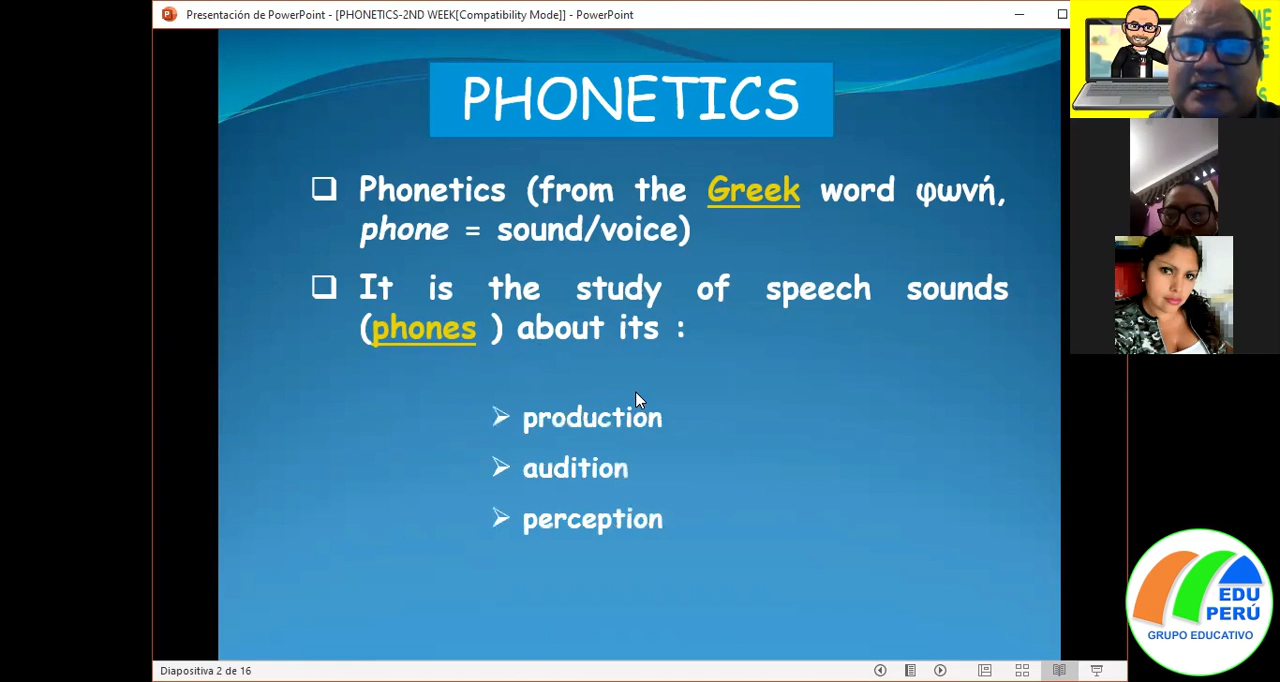 Presentación de PowerPoint - [PHONETICS-2ND WEEK[Compatibility Mode]] - PowerPoint
PHONETICS
Phonetics (from the Greek word φωνή,
phone = sound/voice)
It is the study of speech sounds
(phones ) about its :
production
audition
perception
EDU
PERÚ
GRUPO EDUCATIVO
Diapositiva 2 de 16